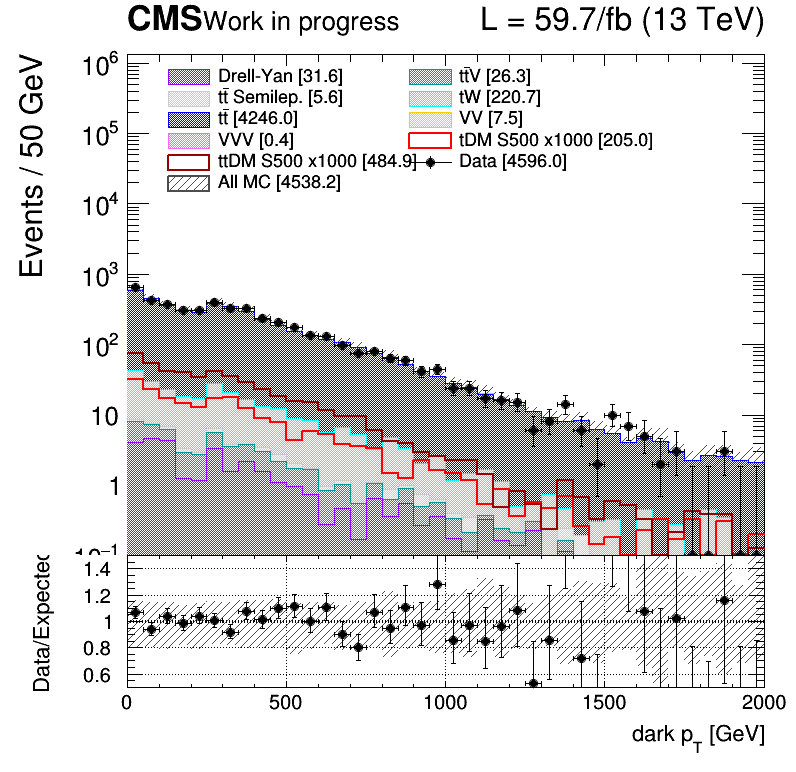 CMS Work in progress L = 59.7/fb (13 TeV)
Events / 50 GeV
10⁶
10⁵
10⁴
10³
10²
10
1
10⁻¹
Drell-Yan [31.6] tt̄V [26.3]
tt̄ Semilep. [5.6] tW [220.7]
tt̄ [4246.0] VV [7.5]
VVV [0.4] tDM S500 x1000 [205.0]
ttDM S500 x1000 [484.9] Data [4596.0]
All MC [4538.2]
Data/Expected
1.4
1.2
1
0.8
0.6
0 500 1000 1500 2000
dark p_T [GeV]